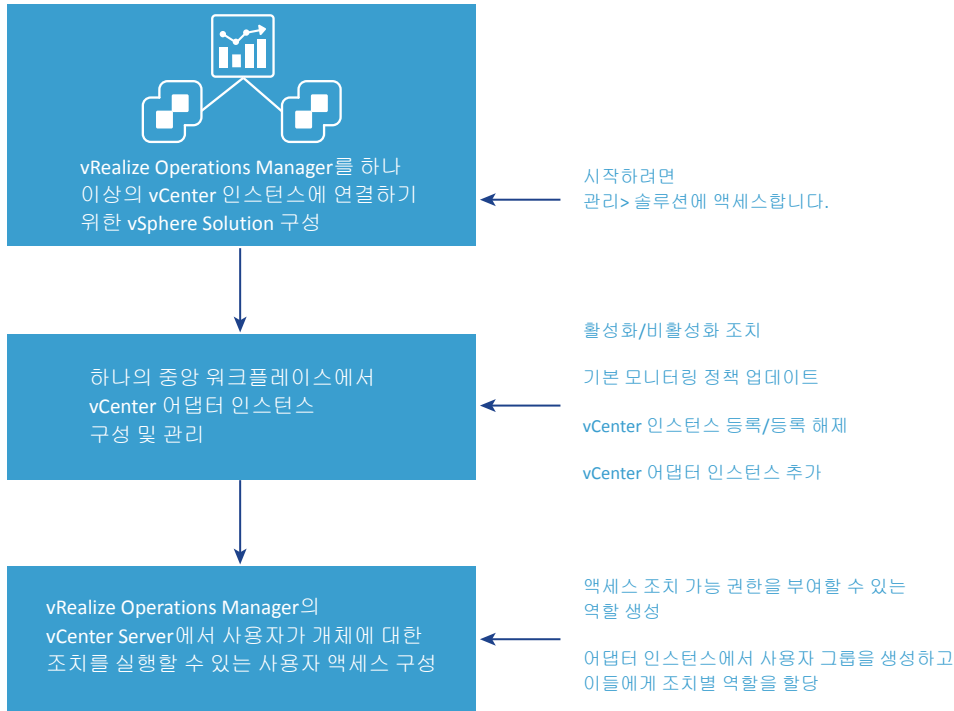 vRealize Operations Manager를 하나
이상의 vCenter 인스턴스에 연결하기
위한 vSphere Solution 구성
시작하려면
관리> 솔루션에 액세스합니다.
하나의 중앙 워크플레이스에서
vCenter 어댑터 인스턴스
구성 및 관리
활성화/비활성화 조치
기본 모니터링 정책 업데이트
vCenter 인스턴스 등록/등록 해제
vCenter 어댑터 인스턴스 추가
vRealize Operations Manager의
vCenter Server에서 사용자가 개체에 대한
조치를 실행할 수 있는 사용자 액세스 구성
액세스 조치 가능 권한을 부여할 수 있는
역할 생성
어댑터 인스턴스에서 사용자 그룹을 생성하고
이들에게 조치별 역할을 할당